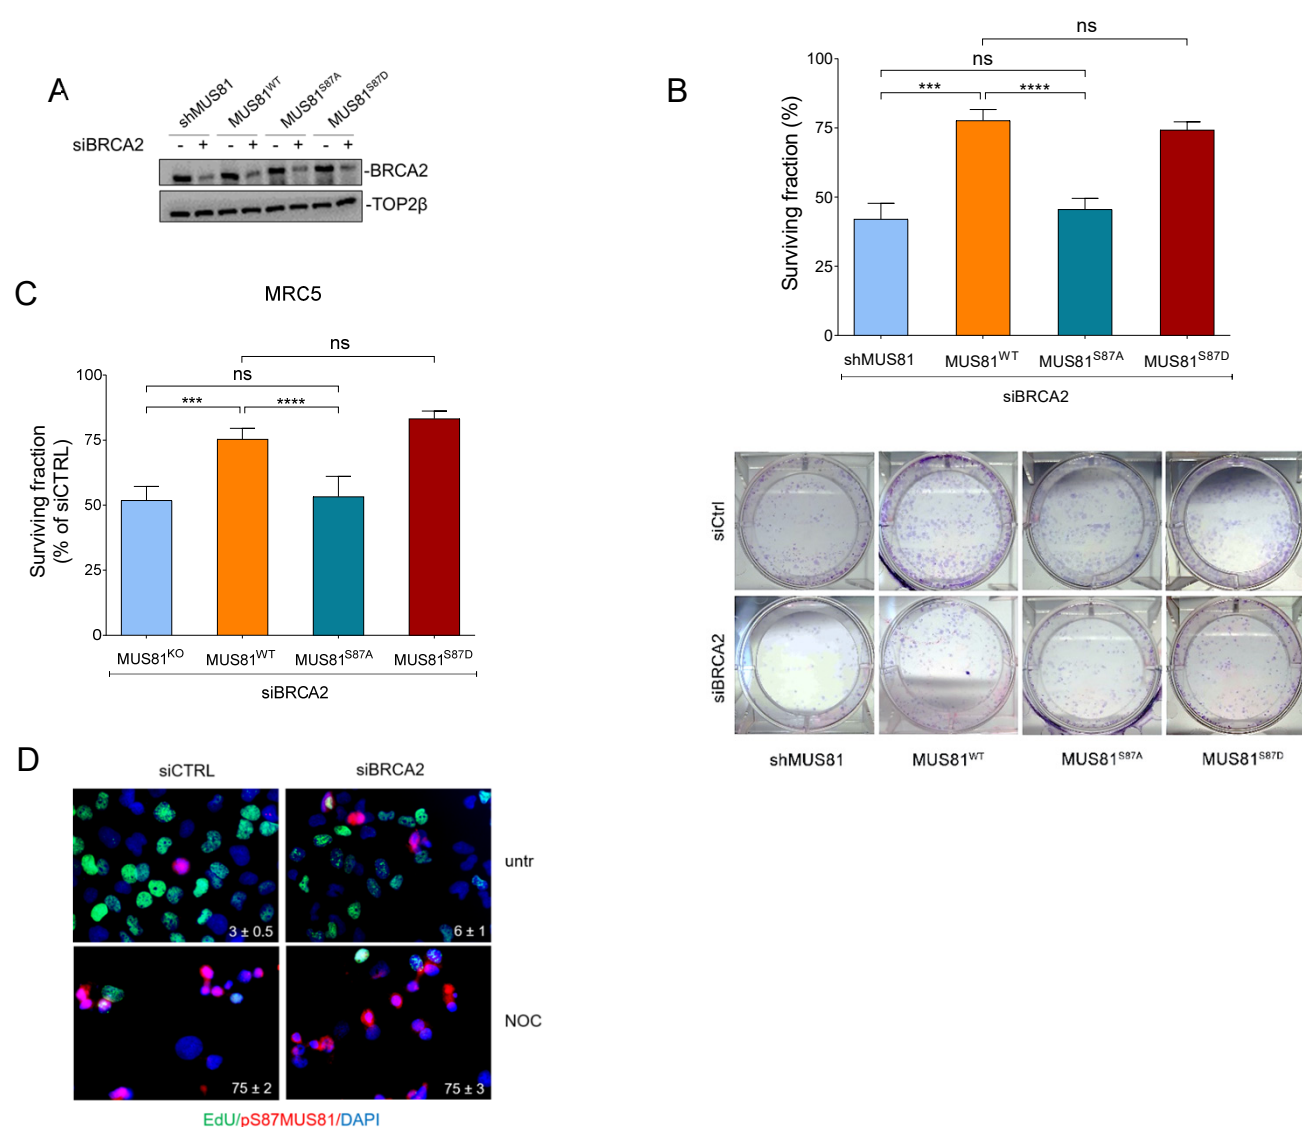 A
shMUS81 MUS81WT MUS81S87A MUS81S87D
siBRCA2 - + - + - + - +
-BRCA2
-TOP2β
B
ns
ns
*** ****
Surviving fraction (%)
100
75
50
25
0
shMUS81 MUS81WT MUS81S87A MUS81S87D
siBRCA2
siCtrl
siBRCA2
shMUS81 MUS81WT MUS81S87A MUS81S87D
C
MRC5
ns
ns
*** ****
Surviving fraction
(% of siCTRL)
100
75
50
25
0
MUS81KO MUS81WT MUS81S87A MUS81S87D
siBRCA2
D
siCTRL siBRCA2
untr
3 ± 0.5 6 ± 1
NOC
75 ± 2 75 ± 3
EdU/pS87MUS81/DAPI